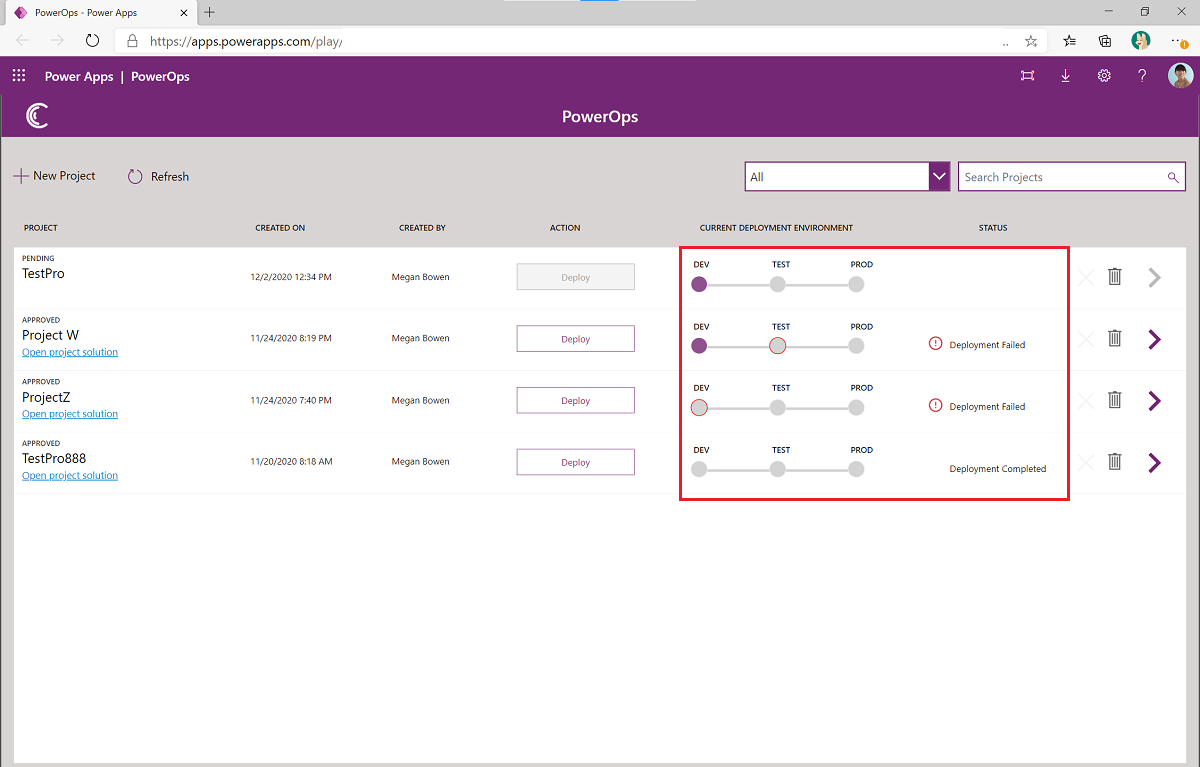 PowerOps - Power Apps
https://apps.powerapps.com/play/
Power Apps | PowerOps
PowerOps
New Project
Refresh
All
Search Projects
PROJECT CREATED ON CREATED BY ACTION CURRENT DEPLOYMENT ENVIRONMENT STATUS
PENDING
TestPro
12/2/2020 12:34 PM
Megan Bowen
Deploy
DEV TEST PROD
APPROVED
Project W
Open project solution
11/24/2020 8:19 PM
Megan Bowen
Deploy
DEV TEST PROD
Deployment Failed
APPROVED
ProjectZ
Open project solution
11/24/2020 7:40 PM
Megan Bowen
Deploy
DEV TEST PROD
Deployment Failed
APPROVED
TestPro888
Open project solution
11/20/2020 8:18 AM
Megan Bowen
Deploy
DEV TEST PROD
Deployment Completed